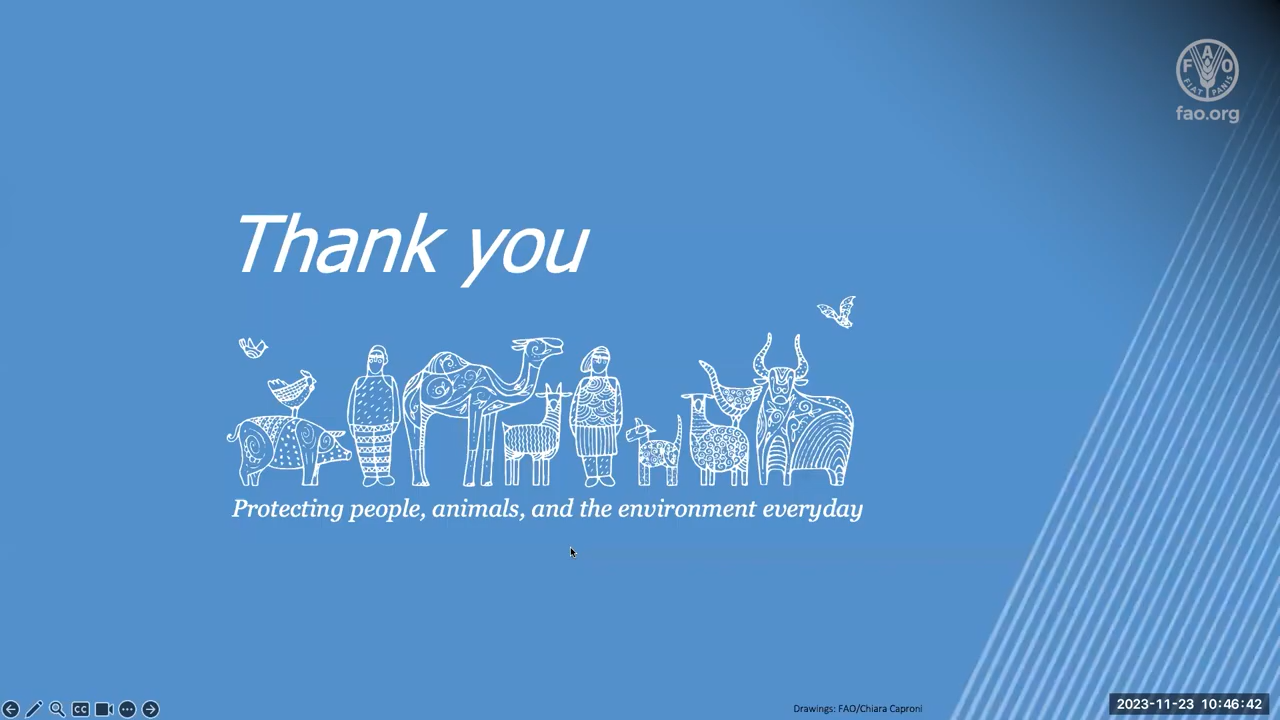 FAO
FIAT PANIS
fao.org
Thank you
Protecting people, animals, and the environment everyday
CC
Drawings: FAO/Chiara Caproni
2023-11-23 10:46:42